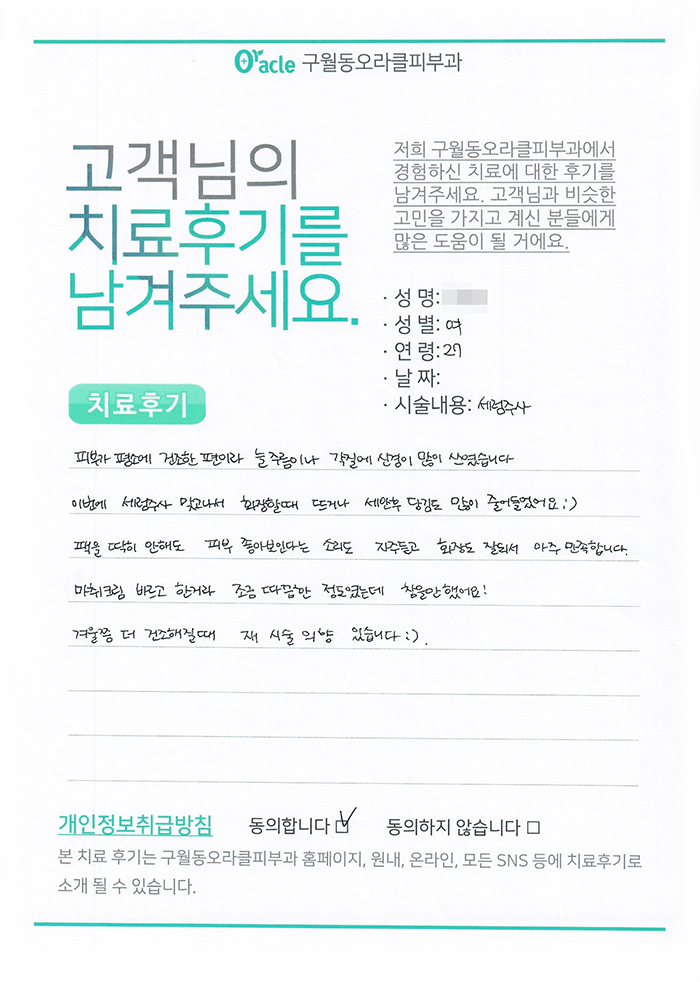 Oracle 구월동오라클피부과
고객님의
치료후기를
남겨주세요.
저희 구월동오라클피부과에서
경험하신 치료에 대한 후기를
남겨주세요. 고객님과 비슷한
고민을 가지고 계신 분들에게
많은 도움이 될 거에요.
· 성 명:
· 성 별: 여
· 연 령: 27
· 날 짜:
· 시술내용: 세럼주사
치료후기
피부가 평소에 건조한 편이라 늘 주름이나 각질에 신경이 많이 쓰였습니다
이번에 세럼주사 맞고나서 화장할때 뜨거나 세안후 당김도 많이 줄어들었어요:)
팩을 딱히 안해도 피부 좋아보인다는 소리도 자주듣고 화장도 잘되서 아주 만족합니다.
마취크림 바르고 한거라 조금 따끔한 정도였는데 참을만했어요!
겨울쯤 더 건조해질때 재 시술 의향 있습니다:).
개인정보취급방침 동의합니다 동의하지 않습니다
본 치료 후기는 구월동오라클피부과 홈페이지, 원내, 온라인, 모든 SNS 등에 치료후기로
소개 될 수 있습니다.